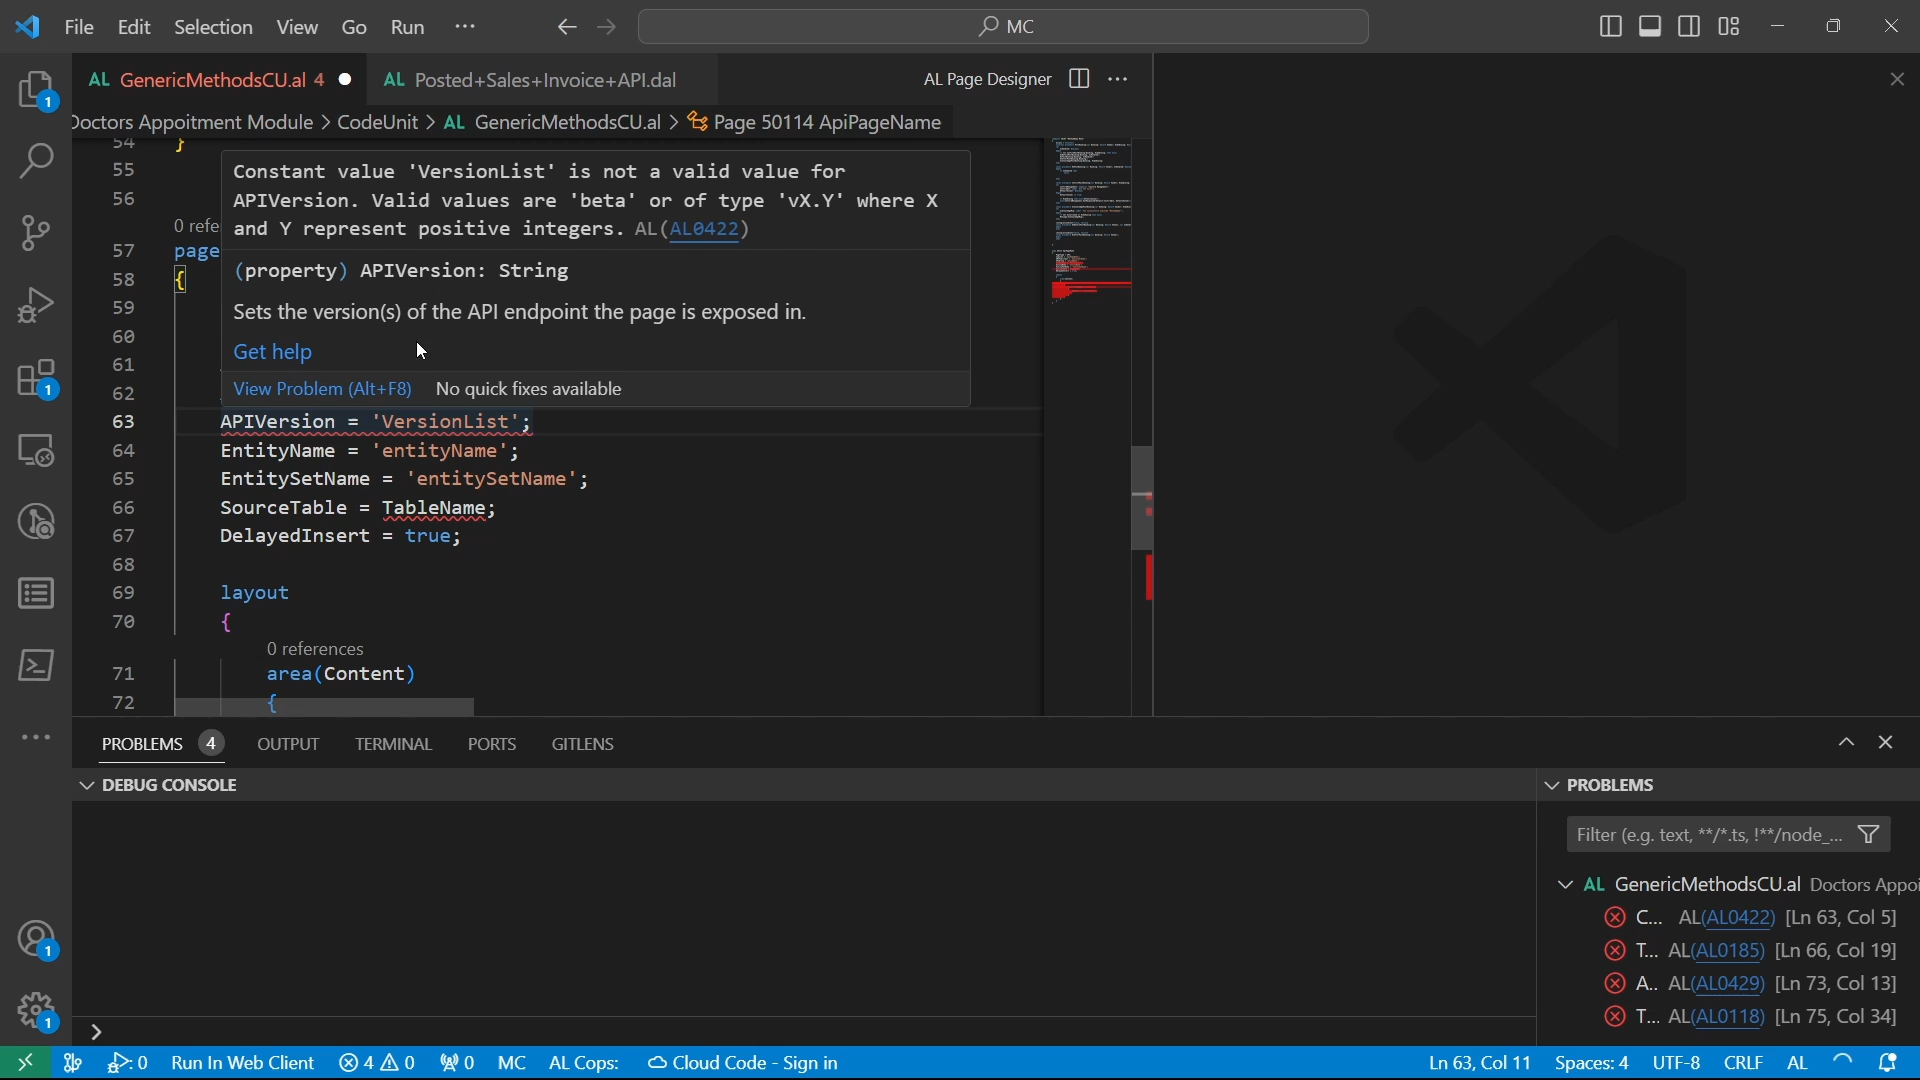 File Edit Selection View Go Run ··· MC
AL GenericMethodsCU.al 4 AL Posted+Sales+Invoice+API.dal AL Page Designer
Doctors Appoitment Module > CodeUnit > AL GenericMethodsCU.al > Page 50114 ApiPageName
54 }
55
56
Constant value 'VersionList' is not a valid value for
APIVersion. Valid values are 'beta' or of type 'vX.Y' where X
and Y represent positive integers. AL(AL0422)
(property) APIVersion: String
Sets the version(s) of the API endpoint the page is exposed in.
Get help
View Problem (Alt+F8) No quick fixes available
0 refe
57 page
58 {
59
60
61
62
63 APIVersion = 'VersionList';
64 EntityName = 'entityName';
65 EntitySetName = 'entitySetName';
66 SourceTable = TableName;
67 DelayedInsert = true;
68
69 layout
70 {
0 references
71 area(Content)
72 {
PROBLEMS 4 OUTPUT TERMINAL PORTS GITLENS
DEBUG CONSOLE
PROBLEMS
Filter (e.g. text, **/*.ts, !**/node_...
AL GenericMethodsCU.al Doctors Appoi
C... AL(AL0422) [Ln 63, Col 5]
T... AL(AL0185) [Ln 66, Col 19]
A.. AL(AL0429) [Ln 73, Col 13]
T... AL(AL0118) [Ln 75, Col 34]
1
1
1
1
0 Run In Web Client 4 0 0 MC AL Cops: Cloud Code - Sign in Ln 63, Col 11 Spaces: 4 UTF-8 CRLF AL